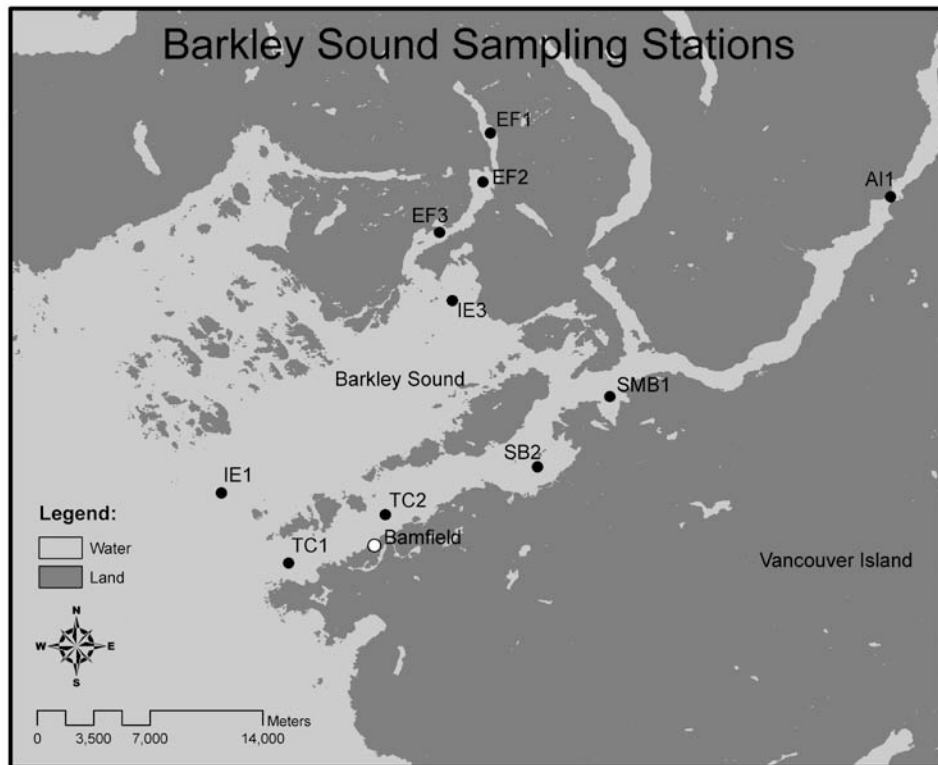 Barkley Sound Sampling Stations
EF1
EF2
AI1
EF3
IE3
Barkley Sound
SMB1
SB2
IE1
TC2
Legend:
Water
Bamfield
TC1
Land
Vancouver Island
N
W E
S
Meters
0 3,500 7,000 14,000